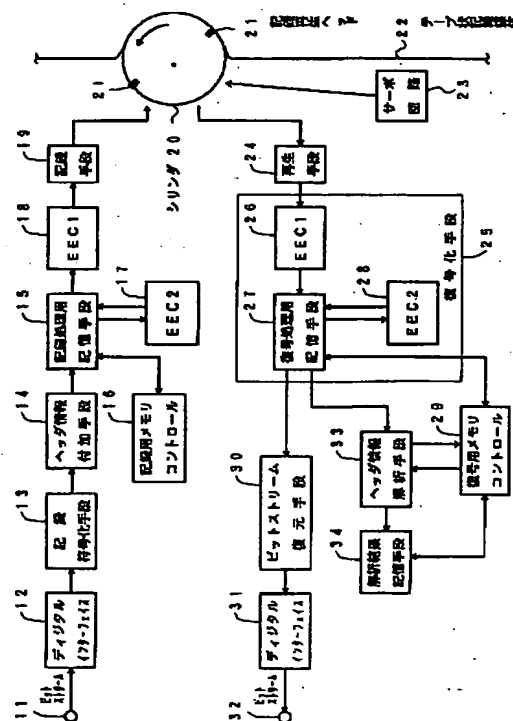 11
ビット
ストリーム
12
ディジタル
インターフェイス
13
記録
符号化手段
14
ヘッダ情報
付加手段
15
記録処理用
記憶手段
16
記録用メモリ
コントロール
17
EEC2
18
EEC1
19
記録
手段
シリンダ 20
21
21
記録再生ヘッド
テープ状記録媒体
22
サーボ
回路
23
24
再生
手段
復号化手段
25
26
EEC1
27
復号処理用
記憶手段
28
EEC.2
29
復号用メモリ
コントロール
30
ビットストリーム
復元手段
31
ディジタル
インターフェイス
32
ビット
ストリーム
33
ヘッダ情報
解析手段
34
解析結果
記憶手段